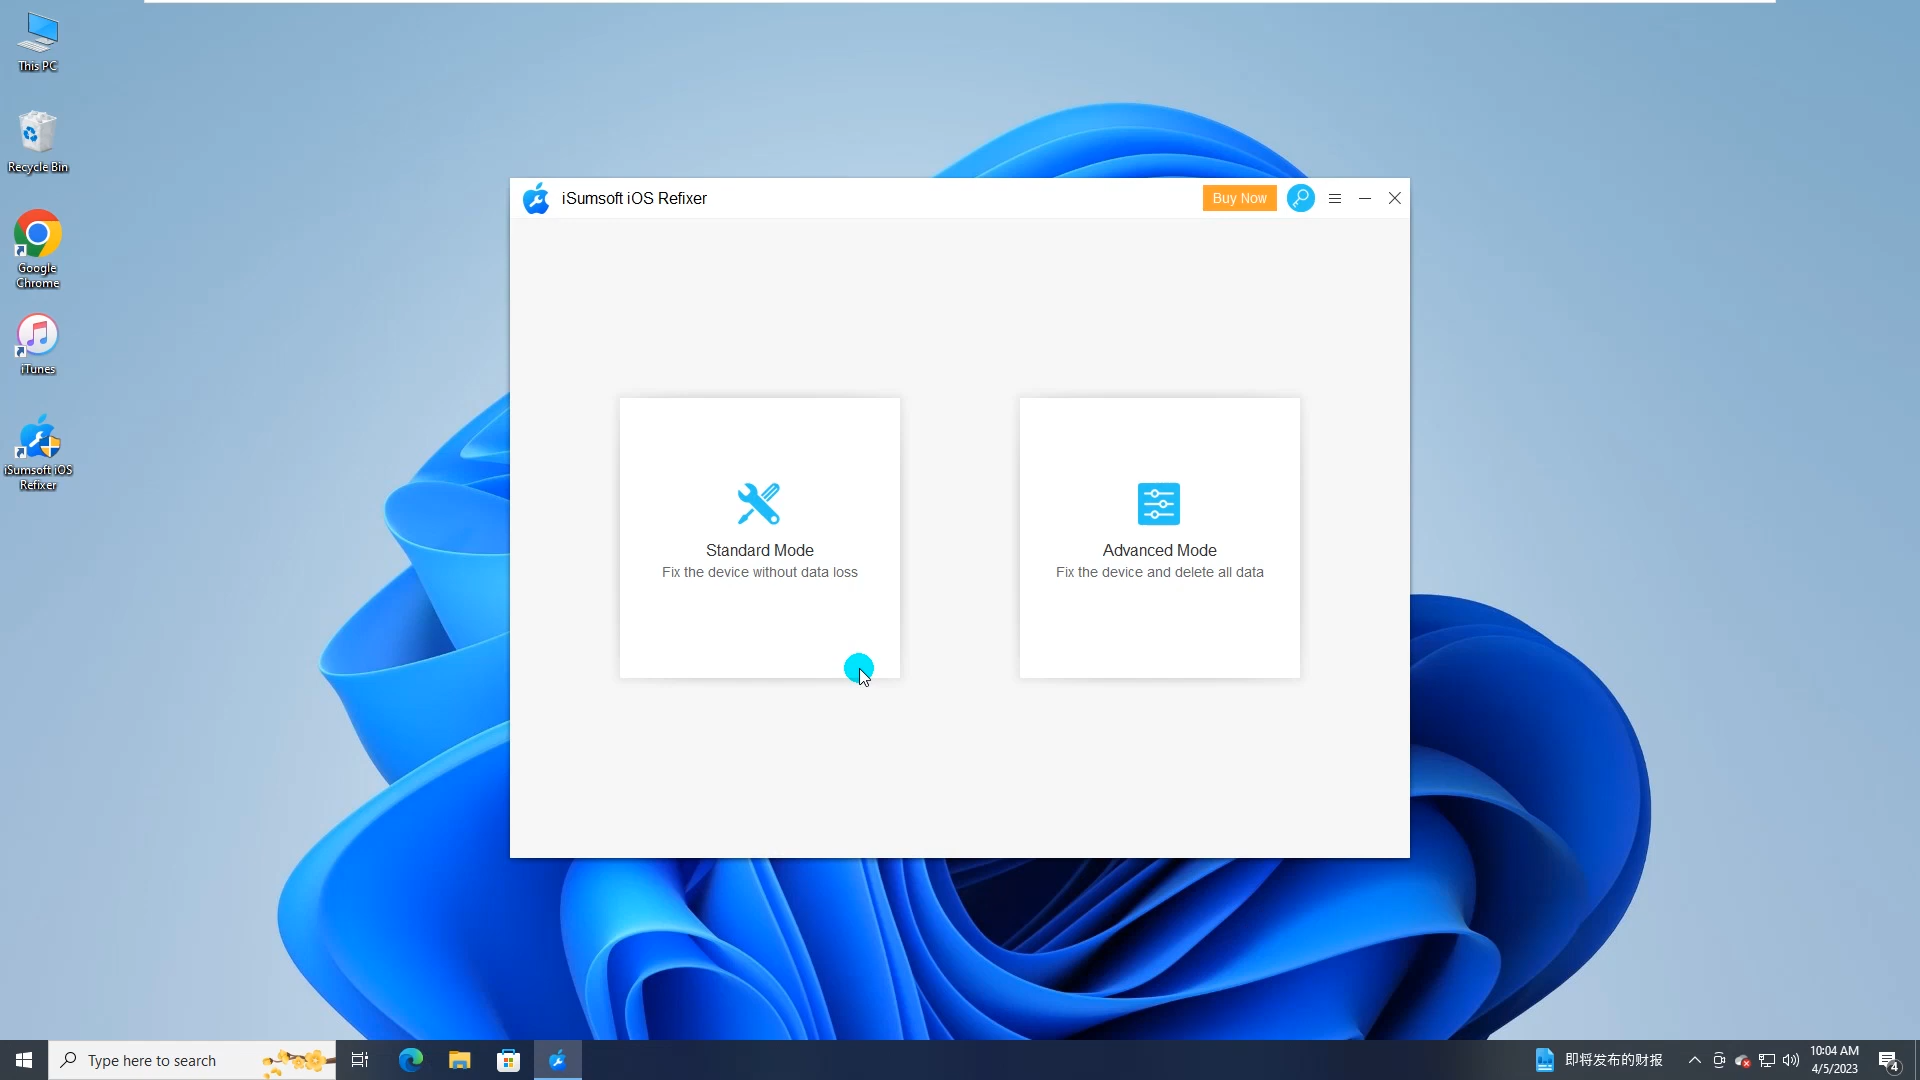 This PC
Recycle Bin
Google
Chrome
iTunes
iSumsoft iOS
Refixer
iSumsoft iOS Refixer
Buy Now
Standard Mode
Fix the device without data loss
Advanced Mode
Fix the device and delete all data
Type here to search
即将发布的财报
10:04 AM
4/5/2023
4